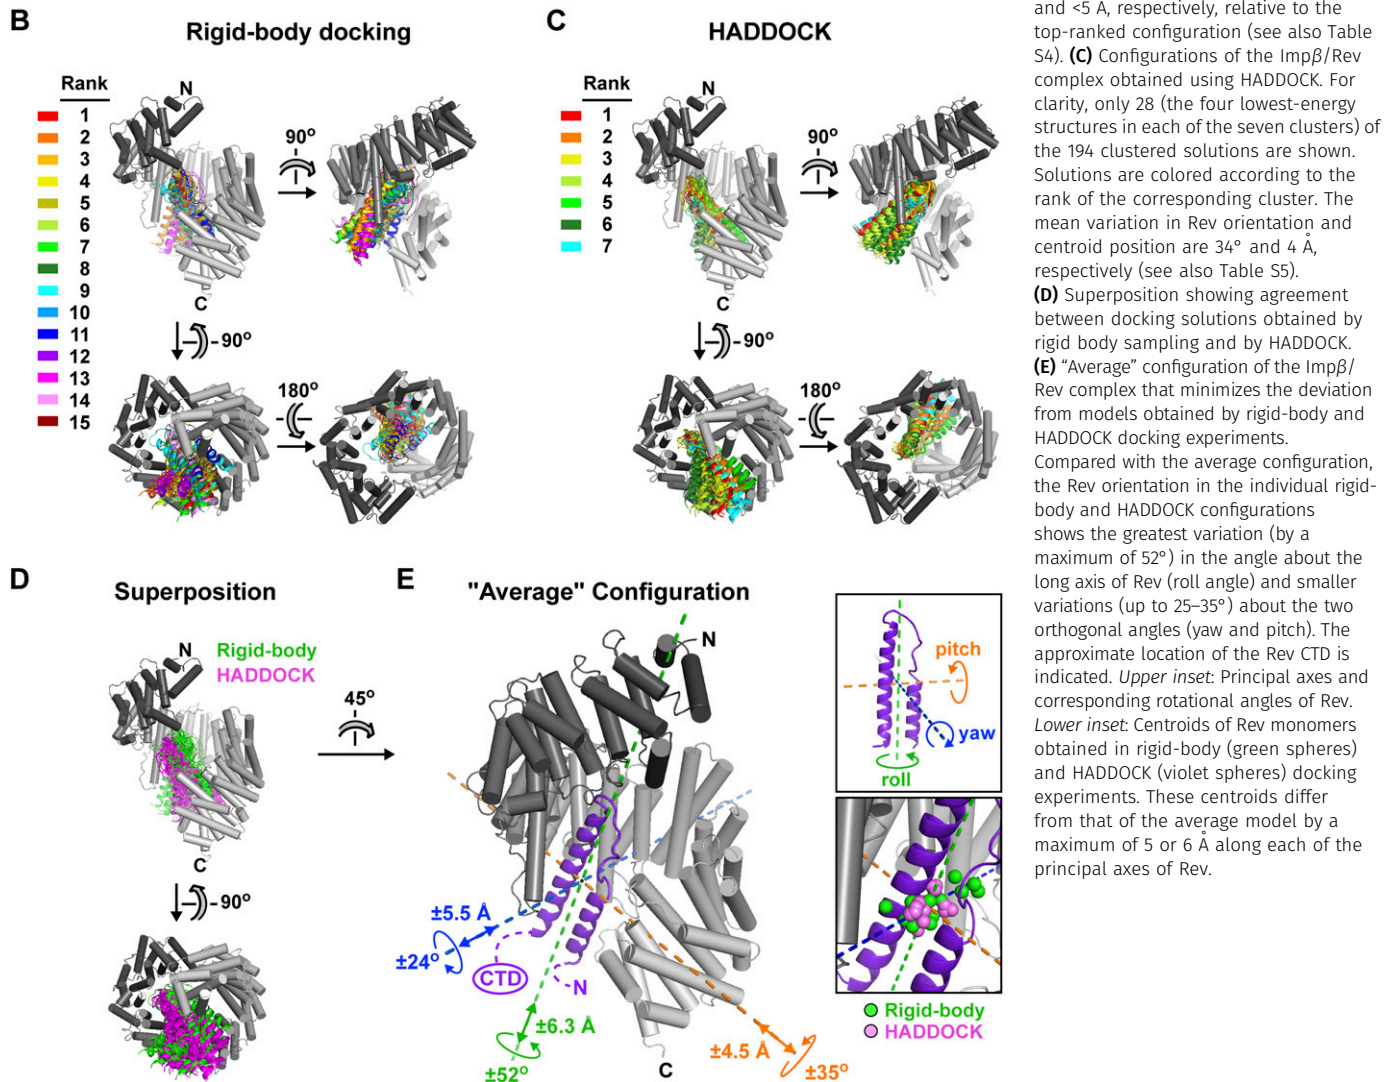 B
Rigid-body docking
Rank
1
2
3
4
5
6
7
8
9
10
11
12
13
14
15
N
90°
C
90°
180°
C
HADDOCK
Rank
1
2
3
4
5
6
7
N
90°
C
90°
180°
D
Superposition
N
Rigid-body
HADDOCK
45°
C
90°
E
"Average" Configuration
N
±5.5 Å
±24°
CTD
N
±6.3 Å
±52°
±4.5 Å
±35°
C
pitch
yaw
roll
Rigid-body
HADDOCK
and <5 Å, respectively, relative to the
top-ranked configuration (see also Table
S4). (C) Configurations of the Impβ/Rev
complex obtained using HADDOCK. For
clarity, only 28 (the four lowest-energy
structures in each of the seven clusters) of
the 194 clustered solutions are shown.
Solutions are colored according to the
rank of the corresponding cluster. The
mean variation in Rev orientation and
centroid position are 34° and 4 Å,
respectively (see also Table S5).
(D) Superposition showing agreement
between docking solutions obtained by
rigid body sampling and by HADDOCK.
(E) “Average” configuration of the Impβ/
Rev complex that minimizes the deviation
from models obtained by rigid-body and
HADDOCK docking experiments.
Compared with the average configuration,
the Rev orientation in the individual rigid-
body and HADDOCK configurations
shows the greatest variation (by a
maximum of 52°) in the angle about the
long axis of Rev (roll angle) and smaller
variations (up to 25–35°) about the two
orthogonal angles (yaw and pitch). The
approximate location of the Rev CTD is
indicated. Upper inset: Principal axes and
corresponding rotational angles of Rev.
Lower inset: Centroids of Rev monomers
obtained in rigid-body (green spheres)
and HADDOCK (violet spheres) docking
experiments. These centroids differ
from that of the average model by a
maximum of 5 or 6 Å along each of the
principal axes of Rev.